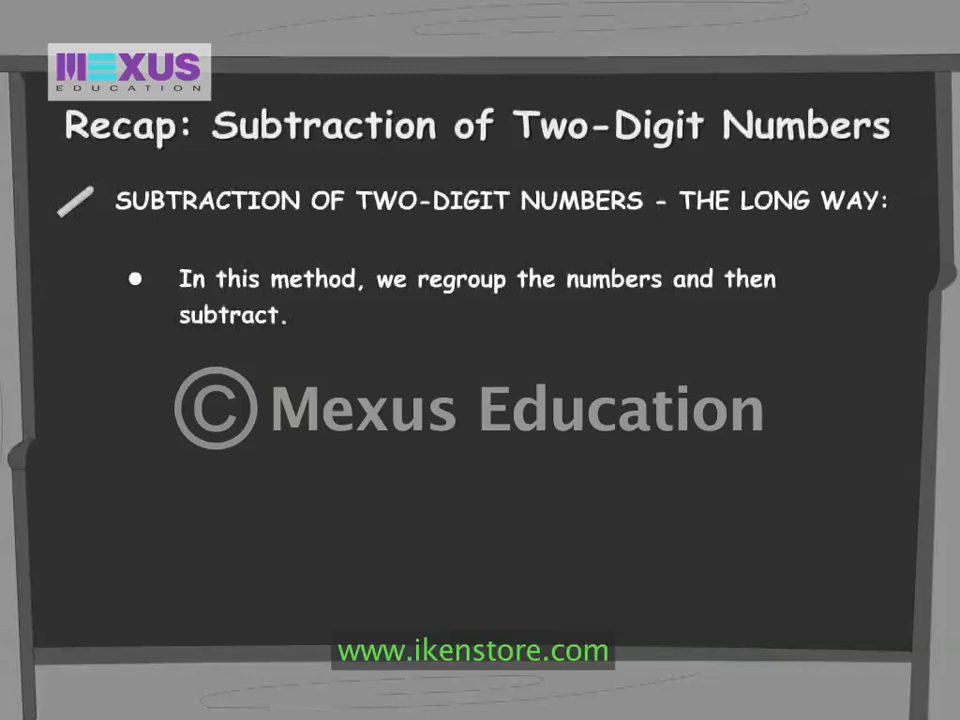 MEXUS
EDUCATION
Recap: Subtraction of Two-Digit Numbers
SUBTRACTION OF TWO-DIGIT NUMBERS - THE LONG WAY:
● In this method, we regroup the numbers and then
subtract.
© Mexus Education
www.ikenstore.com